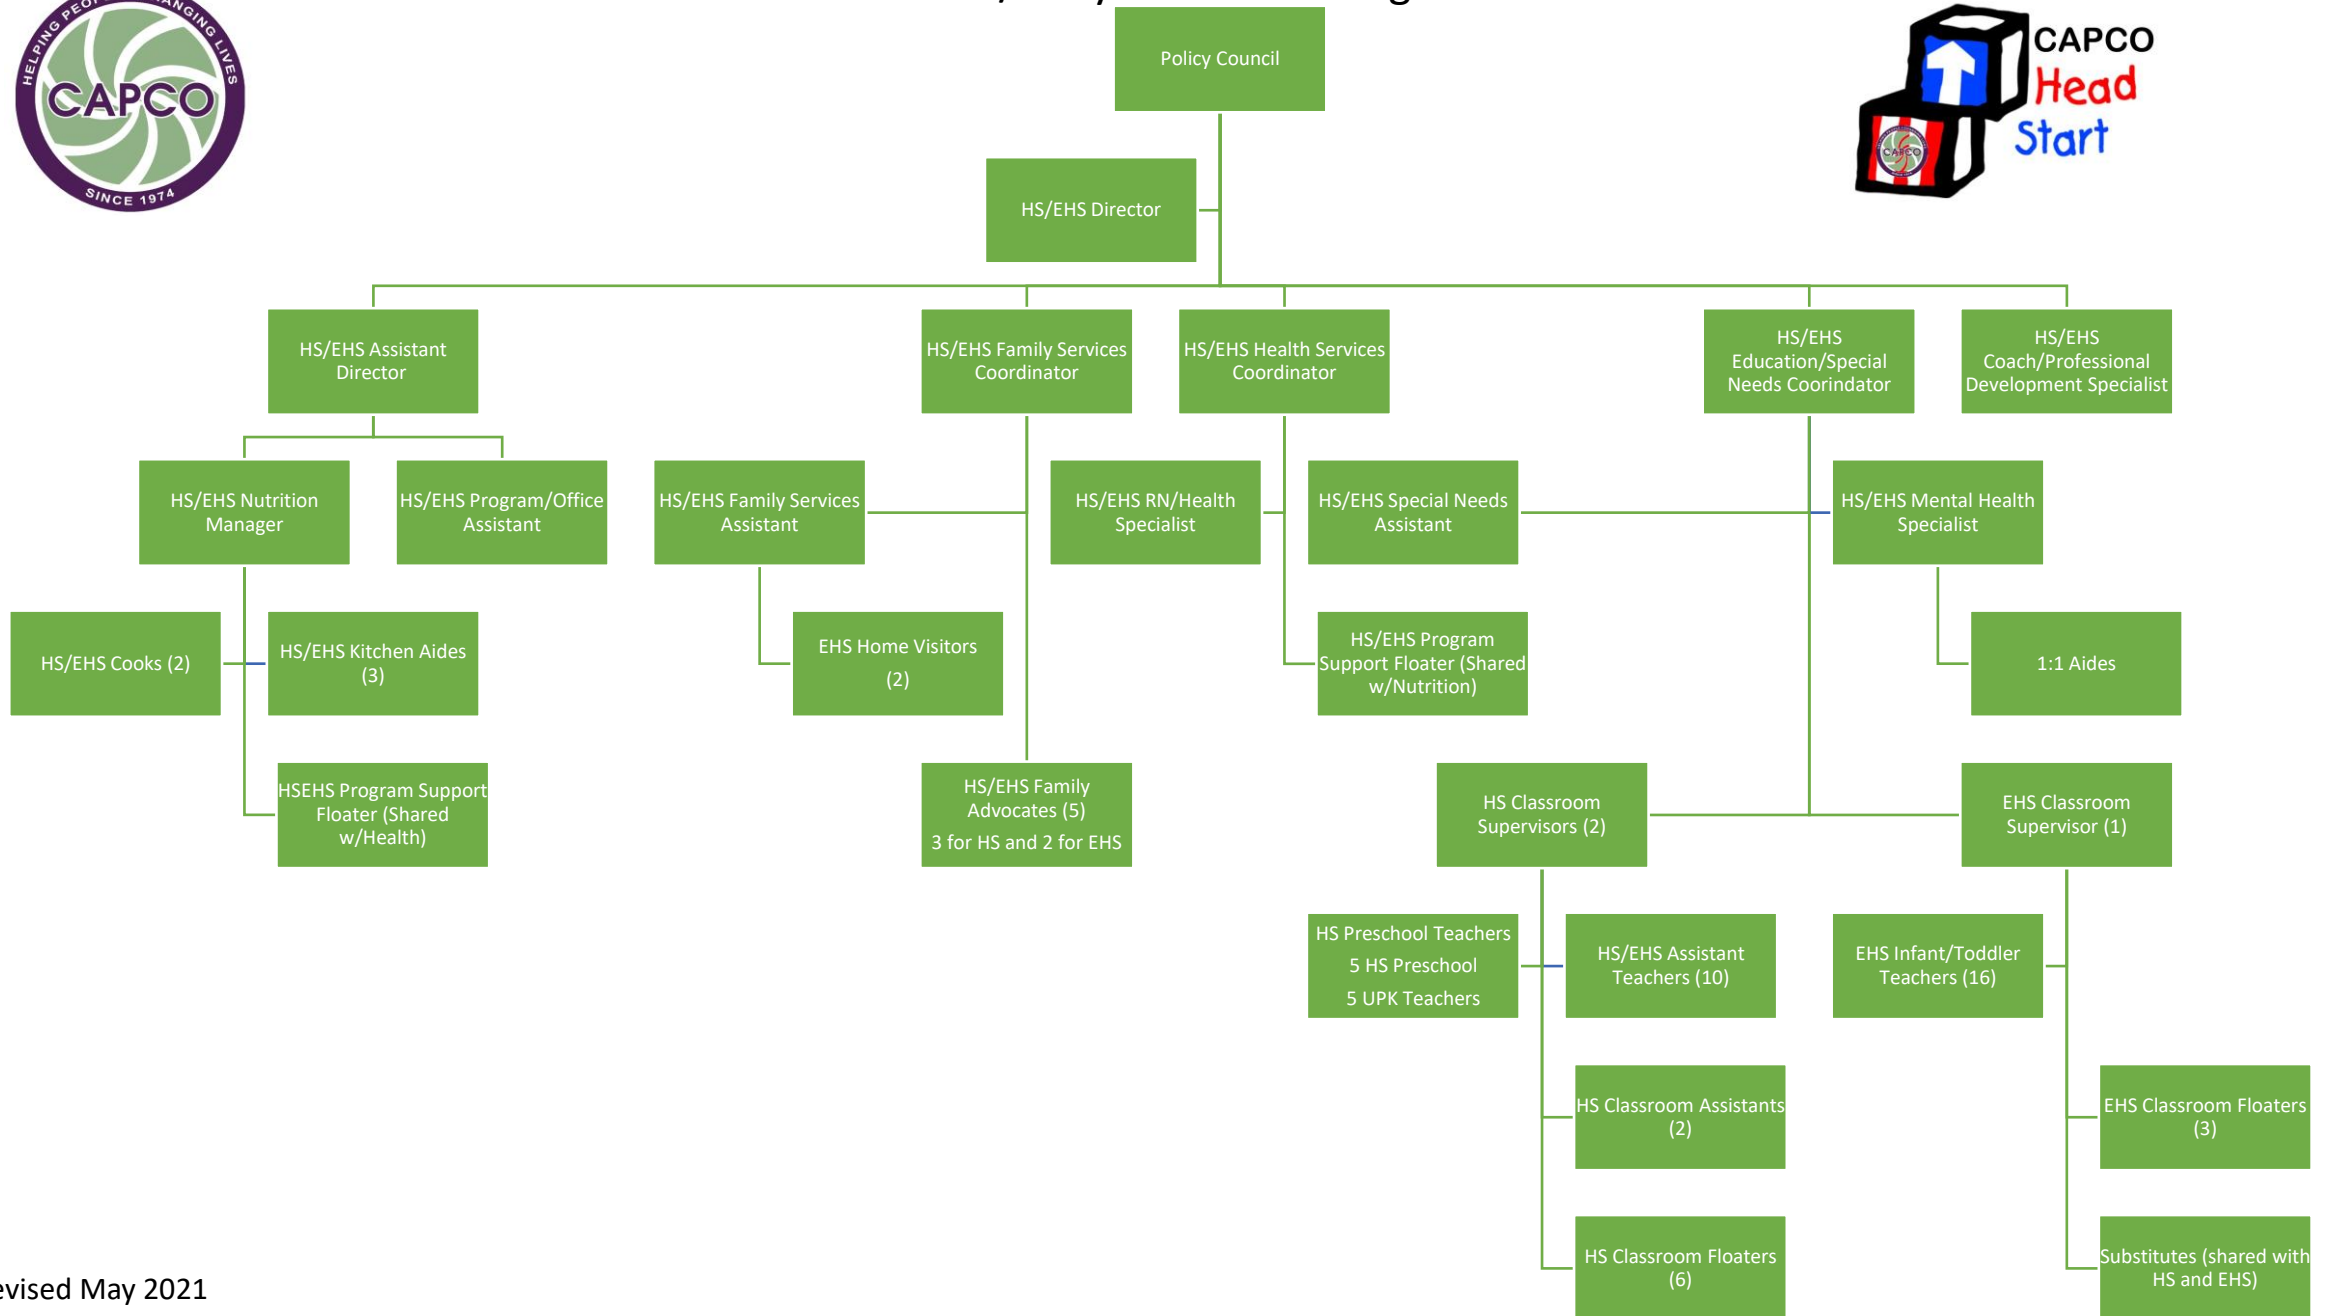 HELPING PEOPLE CHANGING LIVES
CAPCO
SINCE 1974
CAPCO
Head
Start
CAPCO
Policy Council
HS/EHS Director
HS/EHS Assistant
Director
HS/EHS Family Services
Coordinator
HS/EHS Health Services
Coordinator
HS/EHS
Education/Special
Needs Coorindator
HS/EHS
Coach/Professional
Development Specialist
HS/EHS Nutrition
Manager
HS/EHS Program/Office
Assistant
HS/EHS Family Services
Assistant
HS/EHS RN/Health
Specialist
HS/EHS Special Needs
Assistant
HS/EHS Mental Health
Specialist
HS/EHS Cooks (2)
HS/EHS Kitchen Aides
(3)
EHS Home Visitors
(2)
HS/EHS Program
Support Floater (Shared
w/Nutrition)
1:1 Aides
HSEHS Program Support
Floater (Shared
w/Health)
HS/EHS Family
Advocates (5)
3 for HS and 2 for EHS
HS Classroom
Supervisors (2)
EHS Classroom
Supervisor (1)
HS Preschool Teachers
5 HS Preschool
5 UPK Teachers
HS/EHS Assistant
Teachers (10)
EHS Infant/Toddler
Teachers (16)
HS Classroom Assistants
(2)
EHS Classroom Floaters
(3)
HS Classroom Floaters
(6)
Substitutes (shared with
HS and EHS)
evised May 2021